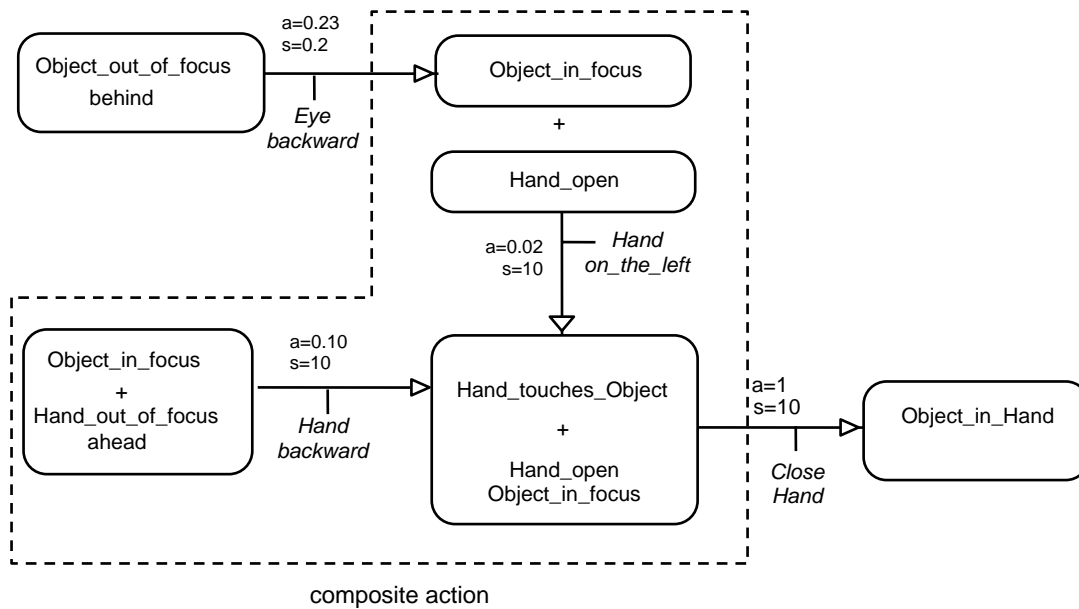 a=0.23
s=0.2
Object_out_of_focus
behind
Eye
backward
Object_in_focus
+
Hand_open
a=0.02
s=10
Hand
on_the_left
Object_in_focus
+
Hand_out_of_focus
ahead
a=0.10
s=10
Hand
backward
Hand_touches_Object
+
Hand_open
Object_in_focus
a=1
s=10
Close
Hand
Object_in_Hand
composite action